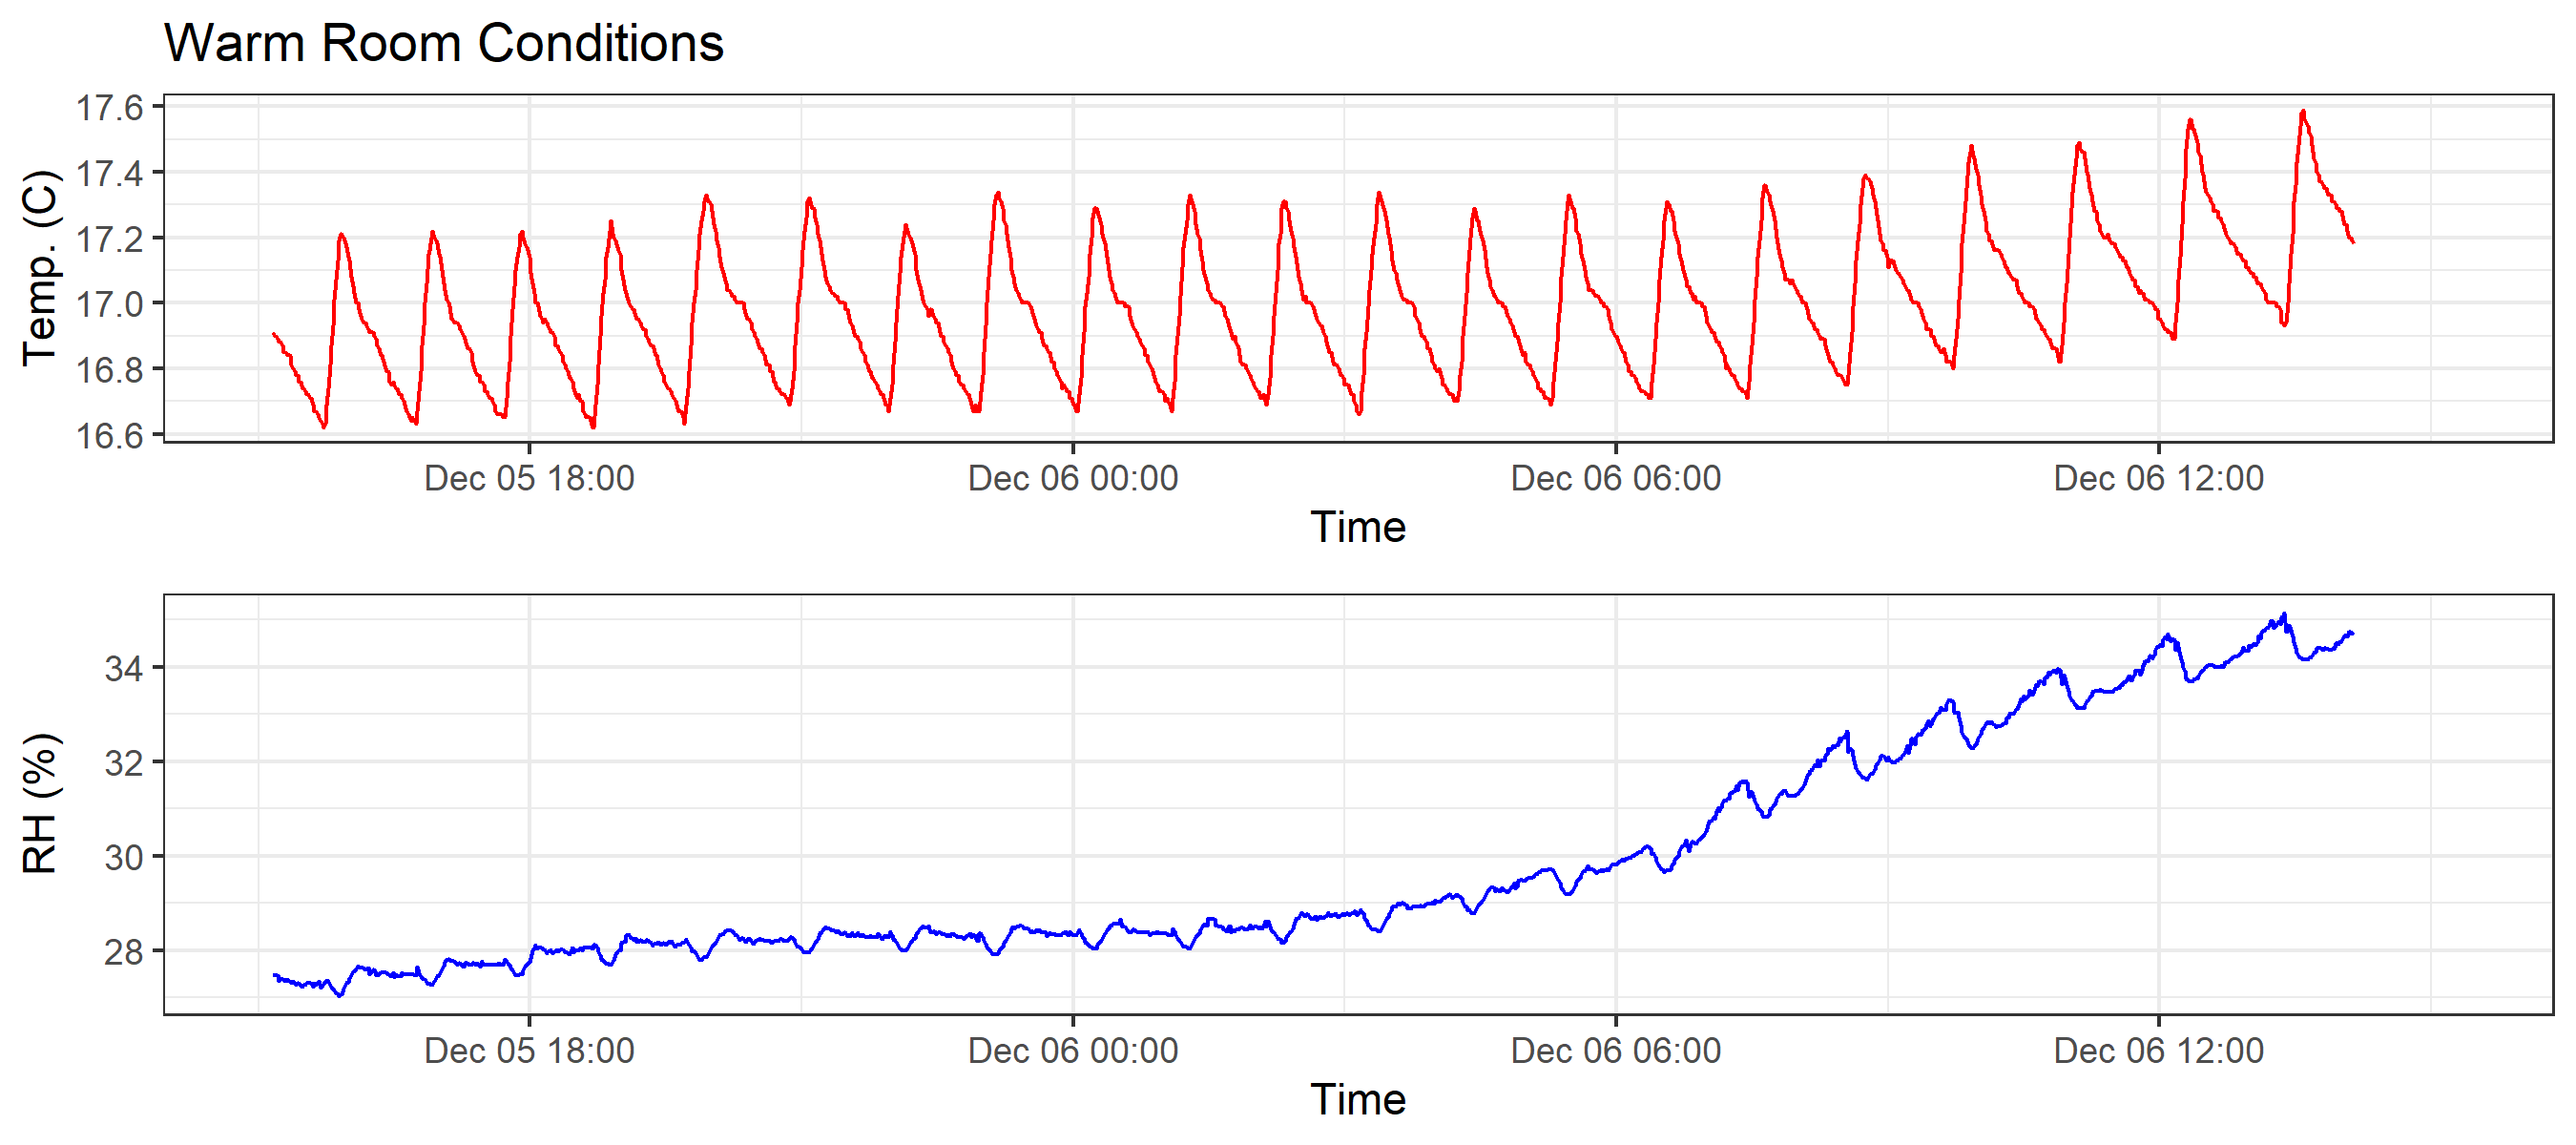 Warm Room Conditions
Temp. (C)
17.6
17.4
17.2
17.0
16.8
16.6
Dec 05 18:00 Dec 06 00:00 Dec 06 06:00 Dec 06 12:00
Time
RH (%)
34
32
30
28
Dec 05 18:00 Dec 06 00:00 Dec 06 06:00 Dec 06 12:00
Time